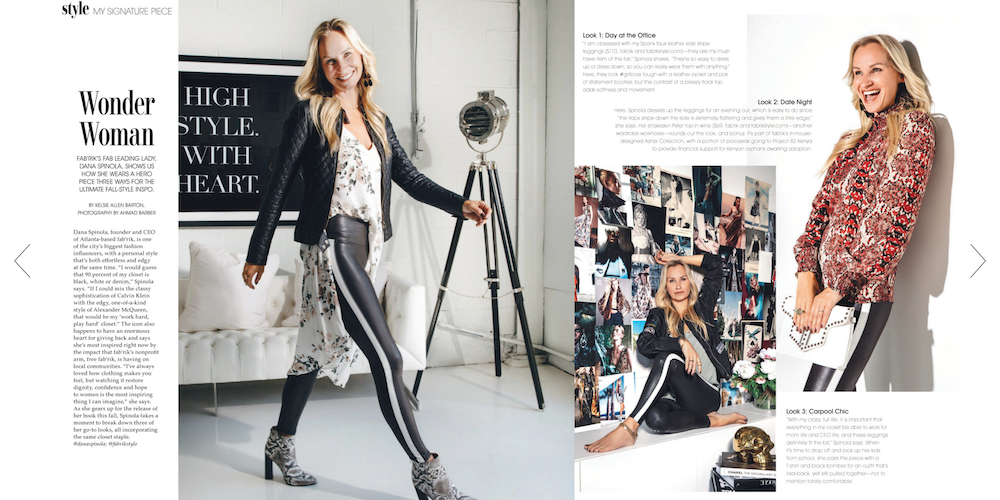 style MY SIGNATURE PIECE
Wonder
Woman
FAB'RIK'S FAB LEADING LADY,
DANA SPINOLA, SHOWS US
HOW SHE WEARS A HERO
PIECE THREE WAYS FOR THE
ULTIMATE FALL-STYLE INSPO.
BY KELSIE ALLEN BARTON,
PHOTOGRAPHY BY AHMAD BARBER
Dana Spinola, founder and CEO
of Atlanta-based fab'rik, is one
of the city's biggest fashion
influencers, with a personal style
that's both effortless and edgy
at the same time. "I would guess
that 90 percent of my closet is
black, white or denim," Spinola
says. "If I could mix the classy
sophistication of Calvin Klein
with the edgy, one-of-a-kind
style of Alexander McQueen,
that would be my 'work hard,
play hard' closet." The icon also
happens to have an enormous
heart for giving back and says
she's most inspired right now by
the impact that fab'rik's nonprofit
arm, free fab'rik, is having on
local communities. "I've always
loved how clothing makes you
feel, but watching it restore
dignity, confidence and hope
to women is the most inspiring
thing I can imagine," she says.
As she gears up for the release of
her book this fall, Spinola takes a
moment to break down three of
her go-to looks, all incorporating
the same closet staple.
@danaspinola; @fabrikstyle
HIGH
STYLE.
WITH
HEART.
Look 1: Day at the Office
"I am obsessed with my Spanx faux leather side stripe
leggings ($110, fab'rik and fabrikstyle.com)—they are my must-
have item of the fall," Spinola shares. "They're so easy to dress
up or dress down, so you can really wear them with anything."
Here, they look #girlboss tough with a leather jacket and pair
of statement booties, but the contrast of a breezy floral top
adds softness and movement.
Look 2: Date Night
Here, Spinola dresses up the leggings for an evening out, which is easy to do since
"the track stripe down the side is extremely flattering and gives them a little edge,"
she says. Her snakeskin Peter top in wine ($68, fab'rik and fabrikstyle.com)—another
wardrobe workhorse—rounds out the look, and bonus: it's part of fab'rik's in-house-
designed Asher Collection, with a portion of proceeds going to Project 82 Kenya
to provide financial support for Kenyan orphans awaiting adoption.
CHANEL
Look 3: Carpool Chic
"With my crazy, full life, it is important that
everything in my closet be able to work for
mom life and CEO life, and these leggings
definitely fit the bill," Spinola says. When
it's time to drop off and pick up her kids
from school, she pairs the piece with a
T-shirt and black bomber for an outfit that's
laid-back, yet still pulled together—not to
mention totally comfortable.